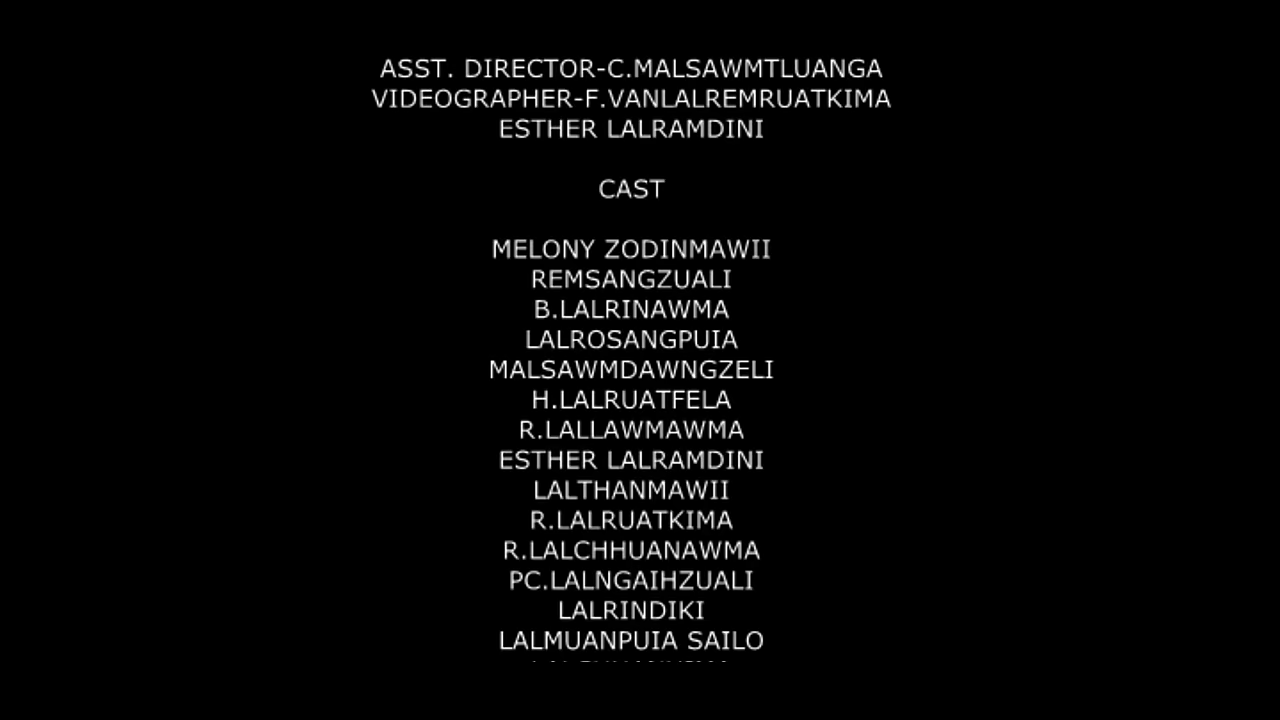 ASST. DIRECTOR-C.MALSAWMTLUANGA
VIDEOGRAPHER-F.VANLALREMRUATKIMA
ESTHER LALRAMDINI
CAST
MELONY ZODINMAWII
REMSANGZUALI
B.LALRINAWMA
LALROSANGPUIA
MALSAWMDAWNGZELI
H.LALRUATFELA
R.LALLAWMAWMA
ESTHER LALRAMDINI
LALTHANMAWII
R.LALRUATKIMA
R.LALCHHUANAWMA
PC.LALNGAIHZUALI
LALRINDIKI
LALMUANPUIA SAILO